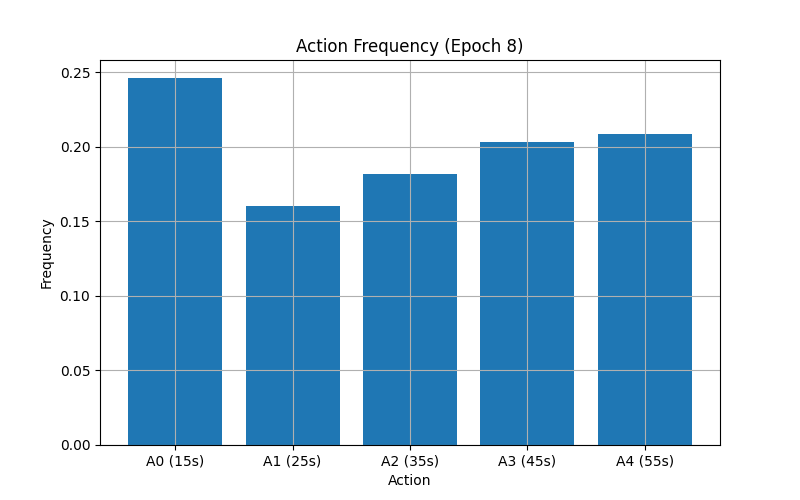 Action Frequency (Epoch 8)
Frequency
0.25
0.20
0.15
0.10
0.05
0.00
A0 (15s) A1 (25s) A2 (35s) A3 (45s) A4 (55s)
Action